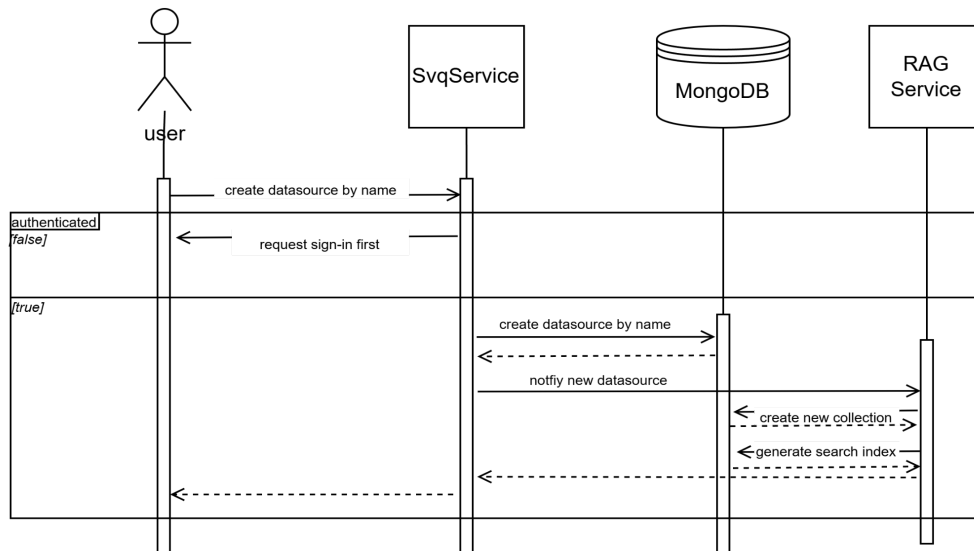 SvqService
MongoDB
RAG
Service
user
create datasource by name
authenticated
[false]
request sign-in first
[true]
create datasource by name
notfiy new datasource
create new collection
generate search index